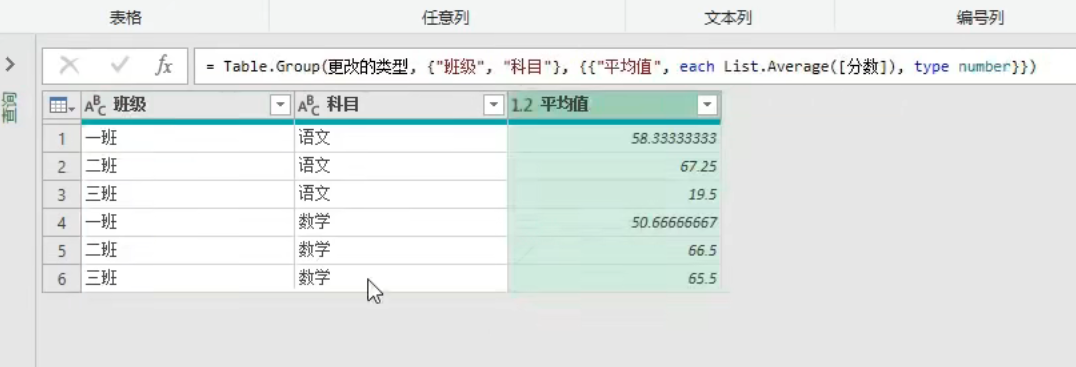 表格 任意列 文本列 编号列
= Table.Group(更改的类型, {"班级", "科目"}, {{"平均值", each List.Average([分数]), type number}})
查询
ABC 班级 ABC 科目 1.2 平均值
1 一班 语文 58.33333333
2 二班 语文 67.25
3 三班 语文 19.5
4 一班 数学 50.66666667
5 二班 数学 66.5
6 三班 数学 65.5